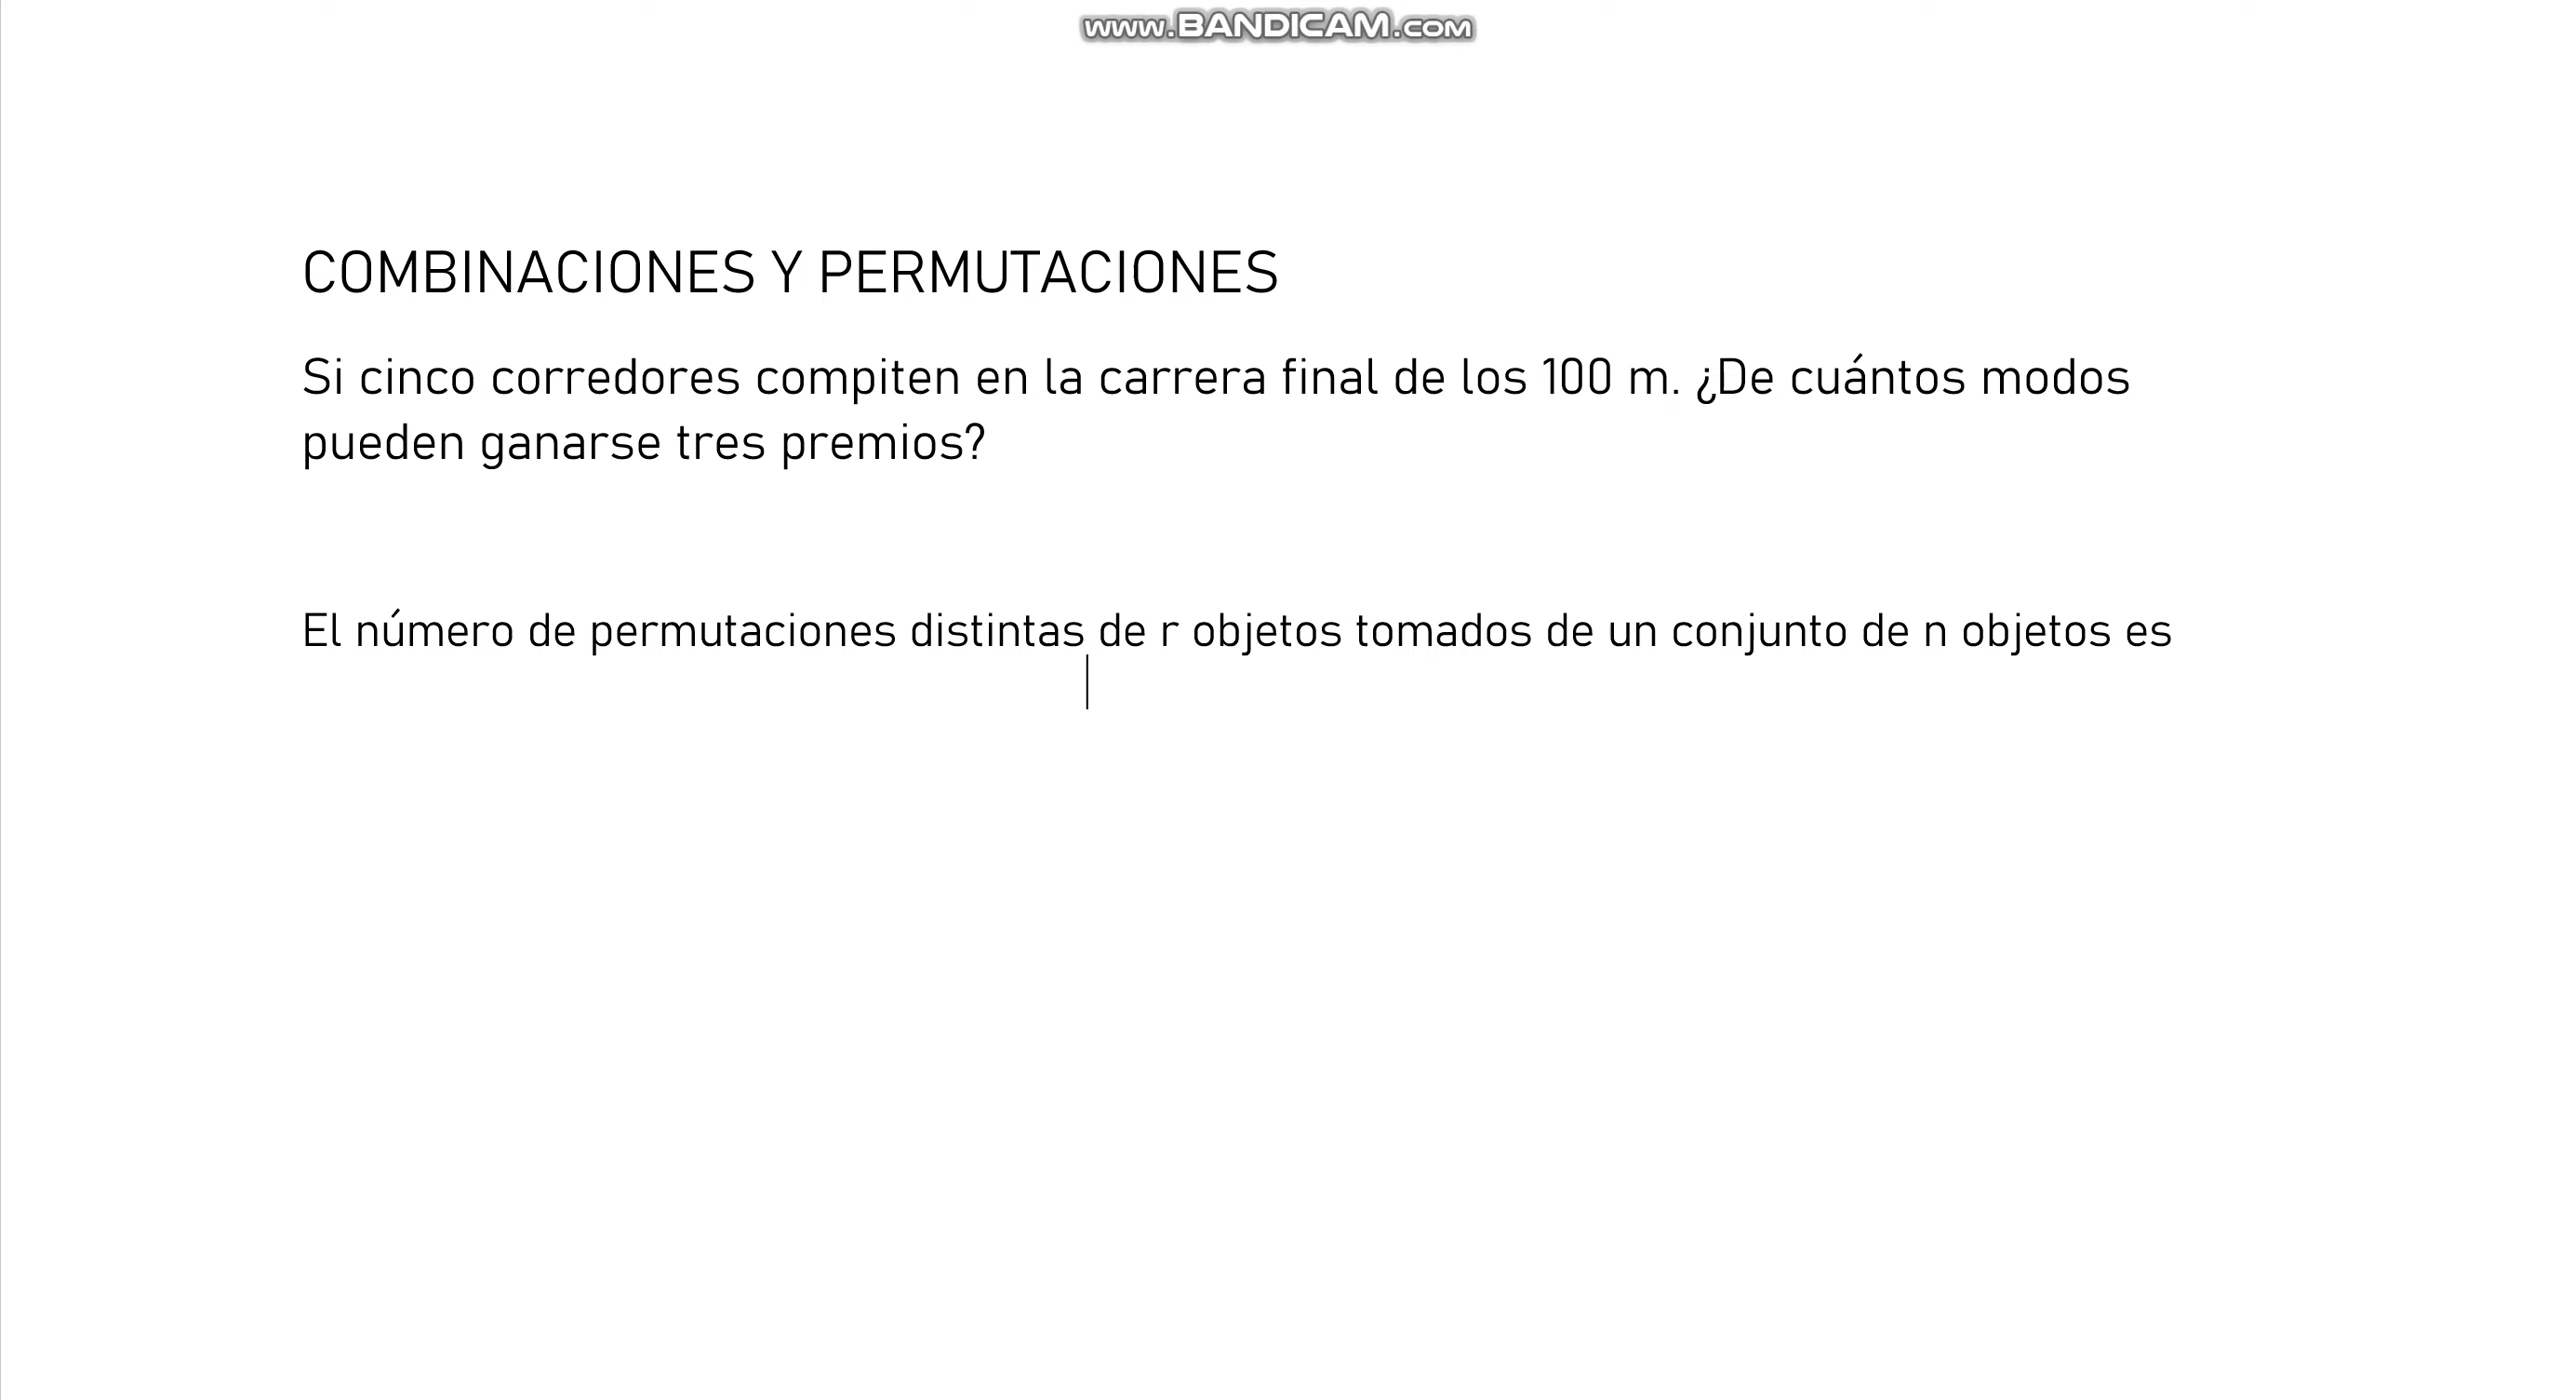 www.BANDICAM.com
COMBINACIONES Y PERMUTACIONES
Si cinco corredores compiten en la carrera final de los 100 m. ¿De cuántos modos
pueden ganarse tres premios?
El número de permutaciones distintas de r objetos tomados de un conjunto de n objetos es